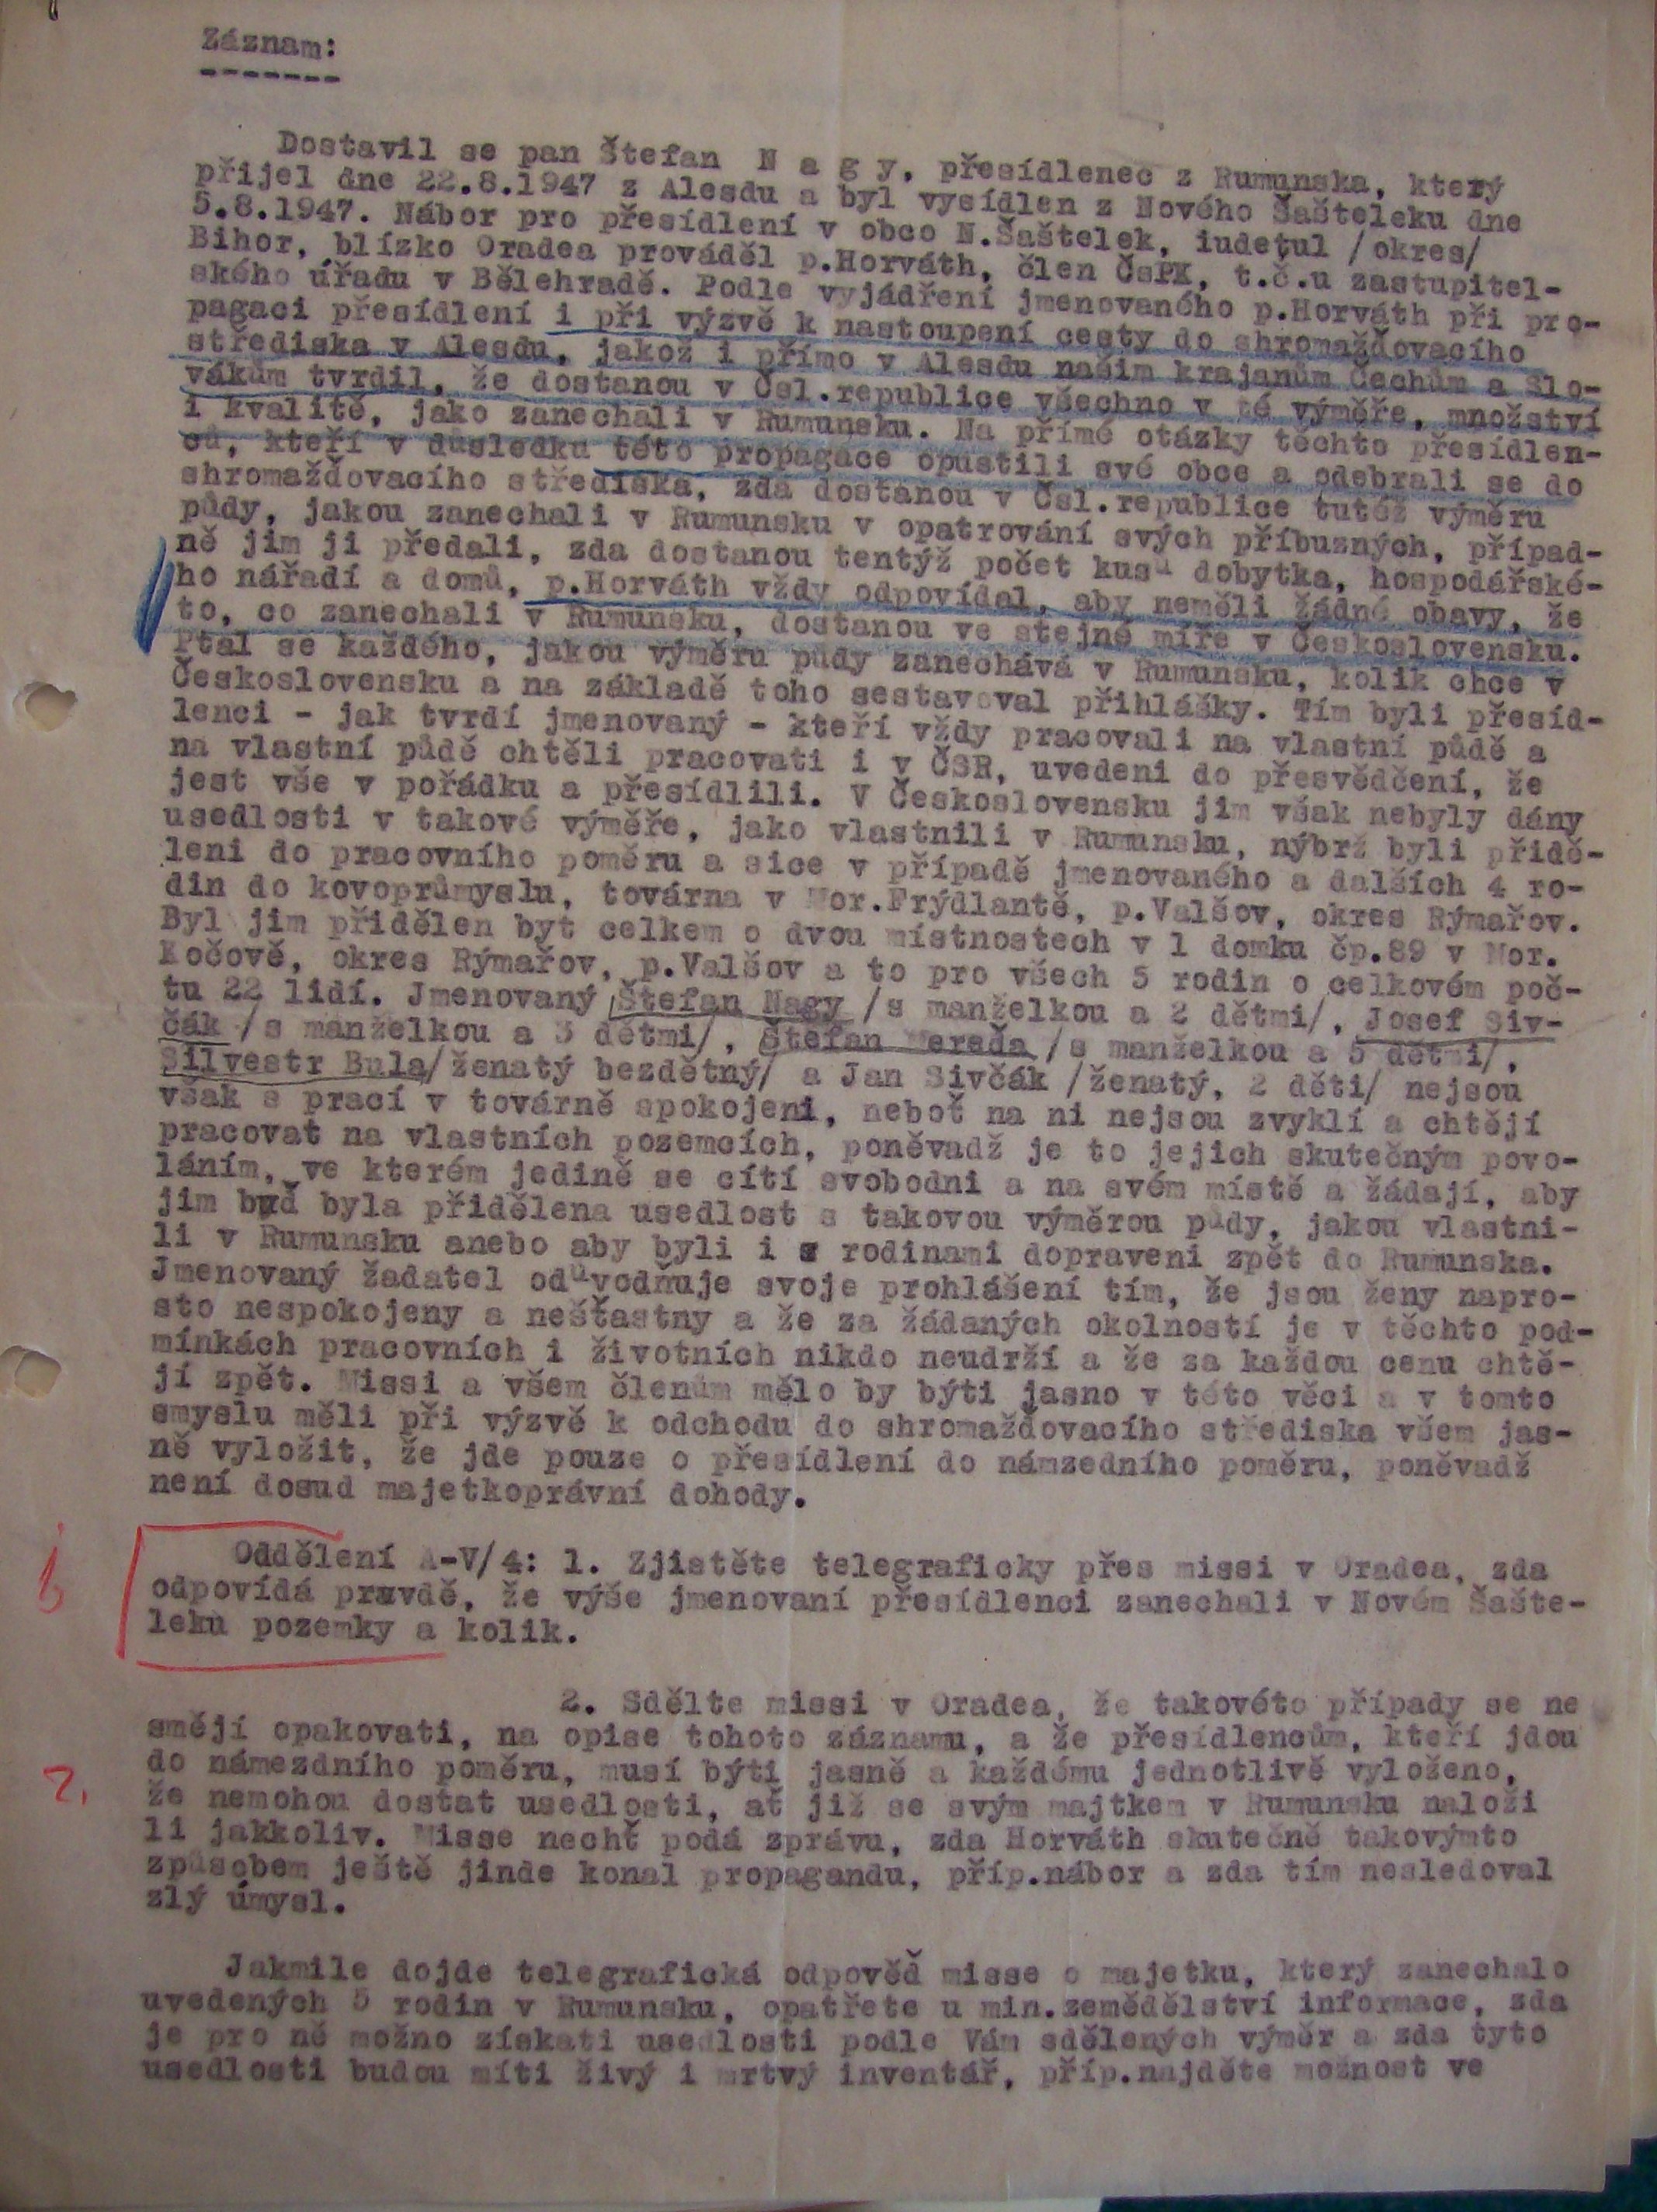 Záznam:
-------
Dostavil se pan Štefan N a g y, přesídlenec z Rumunska, který
přijel dne 22.8.1947 z Alesdu a byl vysídlen z Nového Šašteleku dne
5.8.1947. Nábor pro přesídlení v obco N.Šaštelek, iudeţul /okres/
Bihor, blízko Oradea prováděl p.Horváth, člen ČsPK, t.č.u zastupitel-
ského úřadu v Bělehradě. Podle vyjádření jmenovaného p.Horváth při pro-
pagaci přesídlení i při výzvě k nastoupení cesty do shromažďovacího
střediska v Alesdu, jakož i přímo v Alesdu našim krajanům Čechům a Slo-
vákům tvrdil, že dostanou v Čsl.republice všechno v té výměře, množství
i kvalitě, jako zanechali v Rumunsku. Na přímé otázky těchto přesídlen-
ců, kteří v důsledku této propagace opustili své obce a odebrali se do
shromažďovacího střediska, zda dostanou v Čsl.republice tutéž výměru
půdy, jakou zanechali v Rumunsku v opatrování svých příbuzných, případ-
ně jim ji předali, zda dostanou tentýž počet kusů dobytka, hospodářské-
ho nářadí a domů, p.Horváth vždy odpovídal, aby neměli žádné obavy, že
to, co zanechali v Rumunsku, dostanou ve stejné míře v Československu.
Ptal se každého, jakou výměru půdy zanechává v Rumunsku, kolik chce v
Československu a na základě toho sestavoval přihlášky. Tím byli přesíd-
lenci - jak tvrdí jmenovaný - kteří vždy pracovali na vlastní půdě a
na vlastní půdě chtěli pracovati i v ČSR, uvedeni do přesvědčení, že
jest vše v pořádku a přesídlili. V Československu jim však nebyly dány
usedlosti v takové výměře, jako vlastnili v Rumunsku, nýbrž byli přidě-
leni do pracovního poměru a sice v případě jmenovaného a dalších 4 ro-
din do kovoprůmyslu, továrna v Mor.Frýdlantě, p.Valšov, okres Rýmařov.
Byl jim přidělen byt celkem o dvou místnostech v 1 domku čp.89 v Mor.
Kočově, okres Rýmařov, p.Valšov a to pro všech 5 rodin o celkovém poč-
tu 22 lidí. Jmenovaný Štefan Nagy /s manželkou a 2 dětmi/, Josef Siv-
čák /s manželkou a 3 dětmi/, Štefan Mereďa /s manželkou a 5 dětmi/,
Silvestr Bula/ženatý bezdětný/ a Jan Sivčák /ženatý, 2 děti/ nejsou
však s prací v továrně spokojeni, neboť na ni nejsou zvyklí a chtějí
pracovat na vlastních pozemcích, poněvadž je to jejich skutečným povo-
láním, ve kterém jedině se cítí svobodni a na svém místě a žádají, aby
jim buď byla přidělena usedlost s takovou výměrou půdy, jakou vlastni-
li v Rumunsku anebo aby byli i s rodinami dopraveni zpět do Rumunska.
Jmenovaný žadatel odůvodňuje svoje prohlášení tím, že jsou ženy napro-
sto nespokojeny a nešťastny a že za žádaných okolností je v těchto pod-
mínkách pracovních i životních nikdo neudrží a že za každou cenu chtě-
jí zpět. Missi a všem členům mělo by býti jasno v této věci a v tomto
smyslu měli při výzvě k odchodu do shromažďovacího střediska všem jas-
ně vyložit, že jde pouze o přesídlení do námzedního poměru, poněvadž
není dosud majetkoprávní dohody.
Oddělení A-V/4: 1. Zjistěte telegraficky přes missi v Oradea, zda
odpovídá pravdě, že výše jmenovaní přesídlenci zanechali v Novém Šašte-
leku pozemky a kolik.
2. Sdělte missi v Oradea, že takovéto případy se ne
smějí opakovati, na opise tohoto záznamu, a že přesídlencům, kteří jdou
2.
do námezdního poměru, musí býti jasně a každému jednotlivě vyloženo,
že nemohou dostat usedlosti, ať již se svým majtkem v Rumunsku naloži
li jakkoliv. Misse nechť podá zprávu, zda Horváth skutečně takovýmto
způsobem ještě jinde konal propagandu, příp.nábor a zda tím nesledoval
zlý úmysl.
Jakmile dojde telegrafická odpověď misse o majetku, který zanechalo
uvedených 5 rodin v Rumunsku, opatřete u min.zemědělství informace, zda
je pro ně možno získati usedlosti podle Vám sdělených výměr a zda tyto
usedlosti budou míti živý i mrtvý inventář, příp.najděte možnost ve